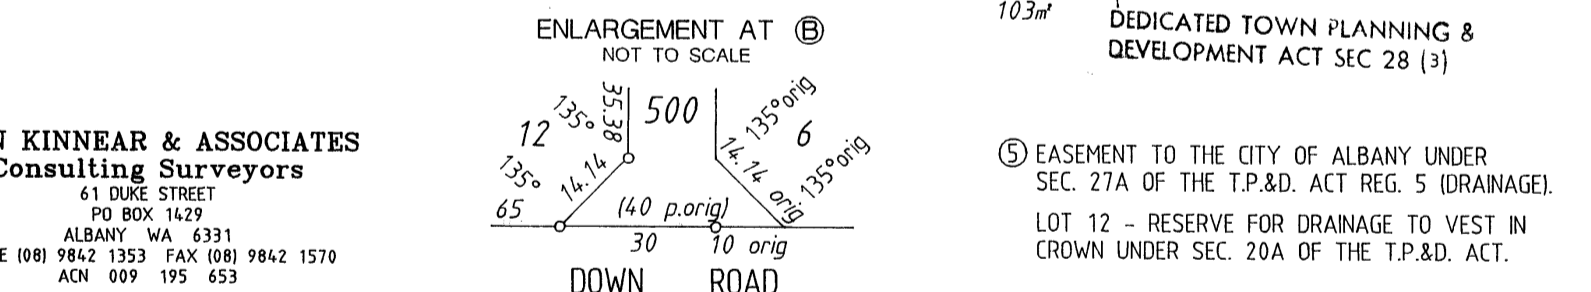 KINNEAR & ASSOCIATES
Consulting Surveyors
61 DUKE STREET
PO BOX 1429
ALBANY WA 6331
E (08) 9842 1353 FAX (08) 9842 1570
ACN 009 195 653
ENLARGEMENT AT Ⓑ
NOT TO SCALE
12
135°
35.38
500
135° orig
6
135°
14.14
14.14 orig
135° orig
65
(40 p.orig)
30
10 orig
DOWN ROAD
103m²
DEDICATED TOWN PLANNING &
DEVELOPMENT ACT SEC 28 (3)
⑤ EASEMENT TO THE CITY OF ALBANY UNDER
SEC. 27A OF THE T.P.&D. ACT REG. 5 (DRAINAGE).
LOT 12 - RESERVE FOR DRAINAGE TO VEST IN
CROWN UNDER SEC. 20A OF THE T.P.&D. ACT.